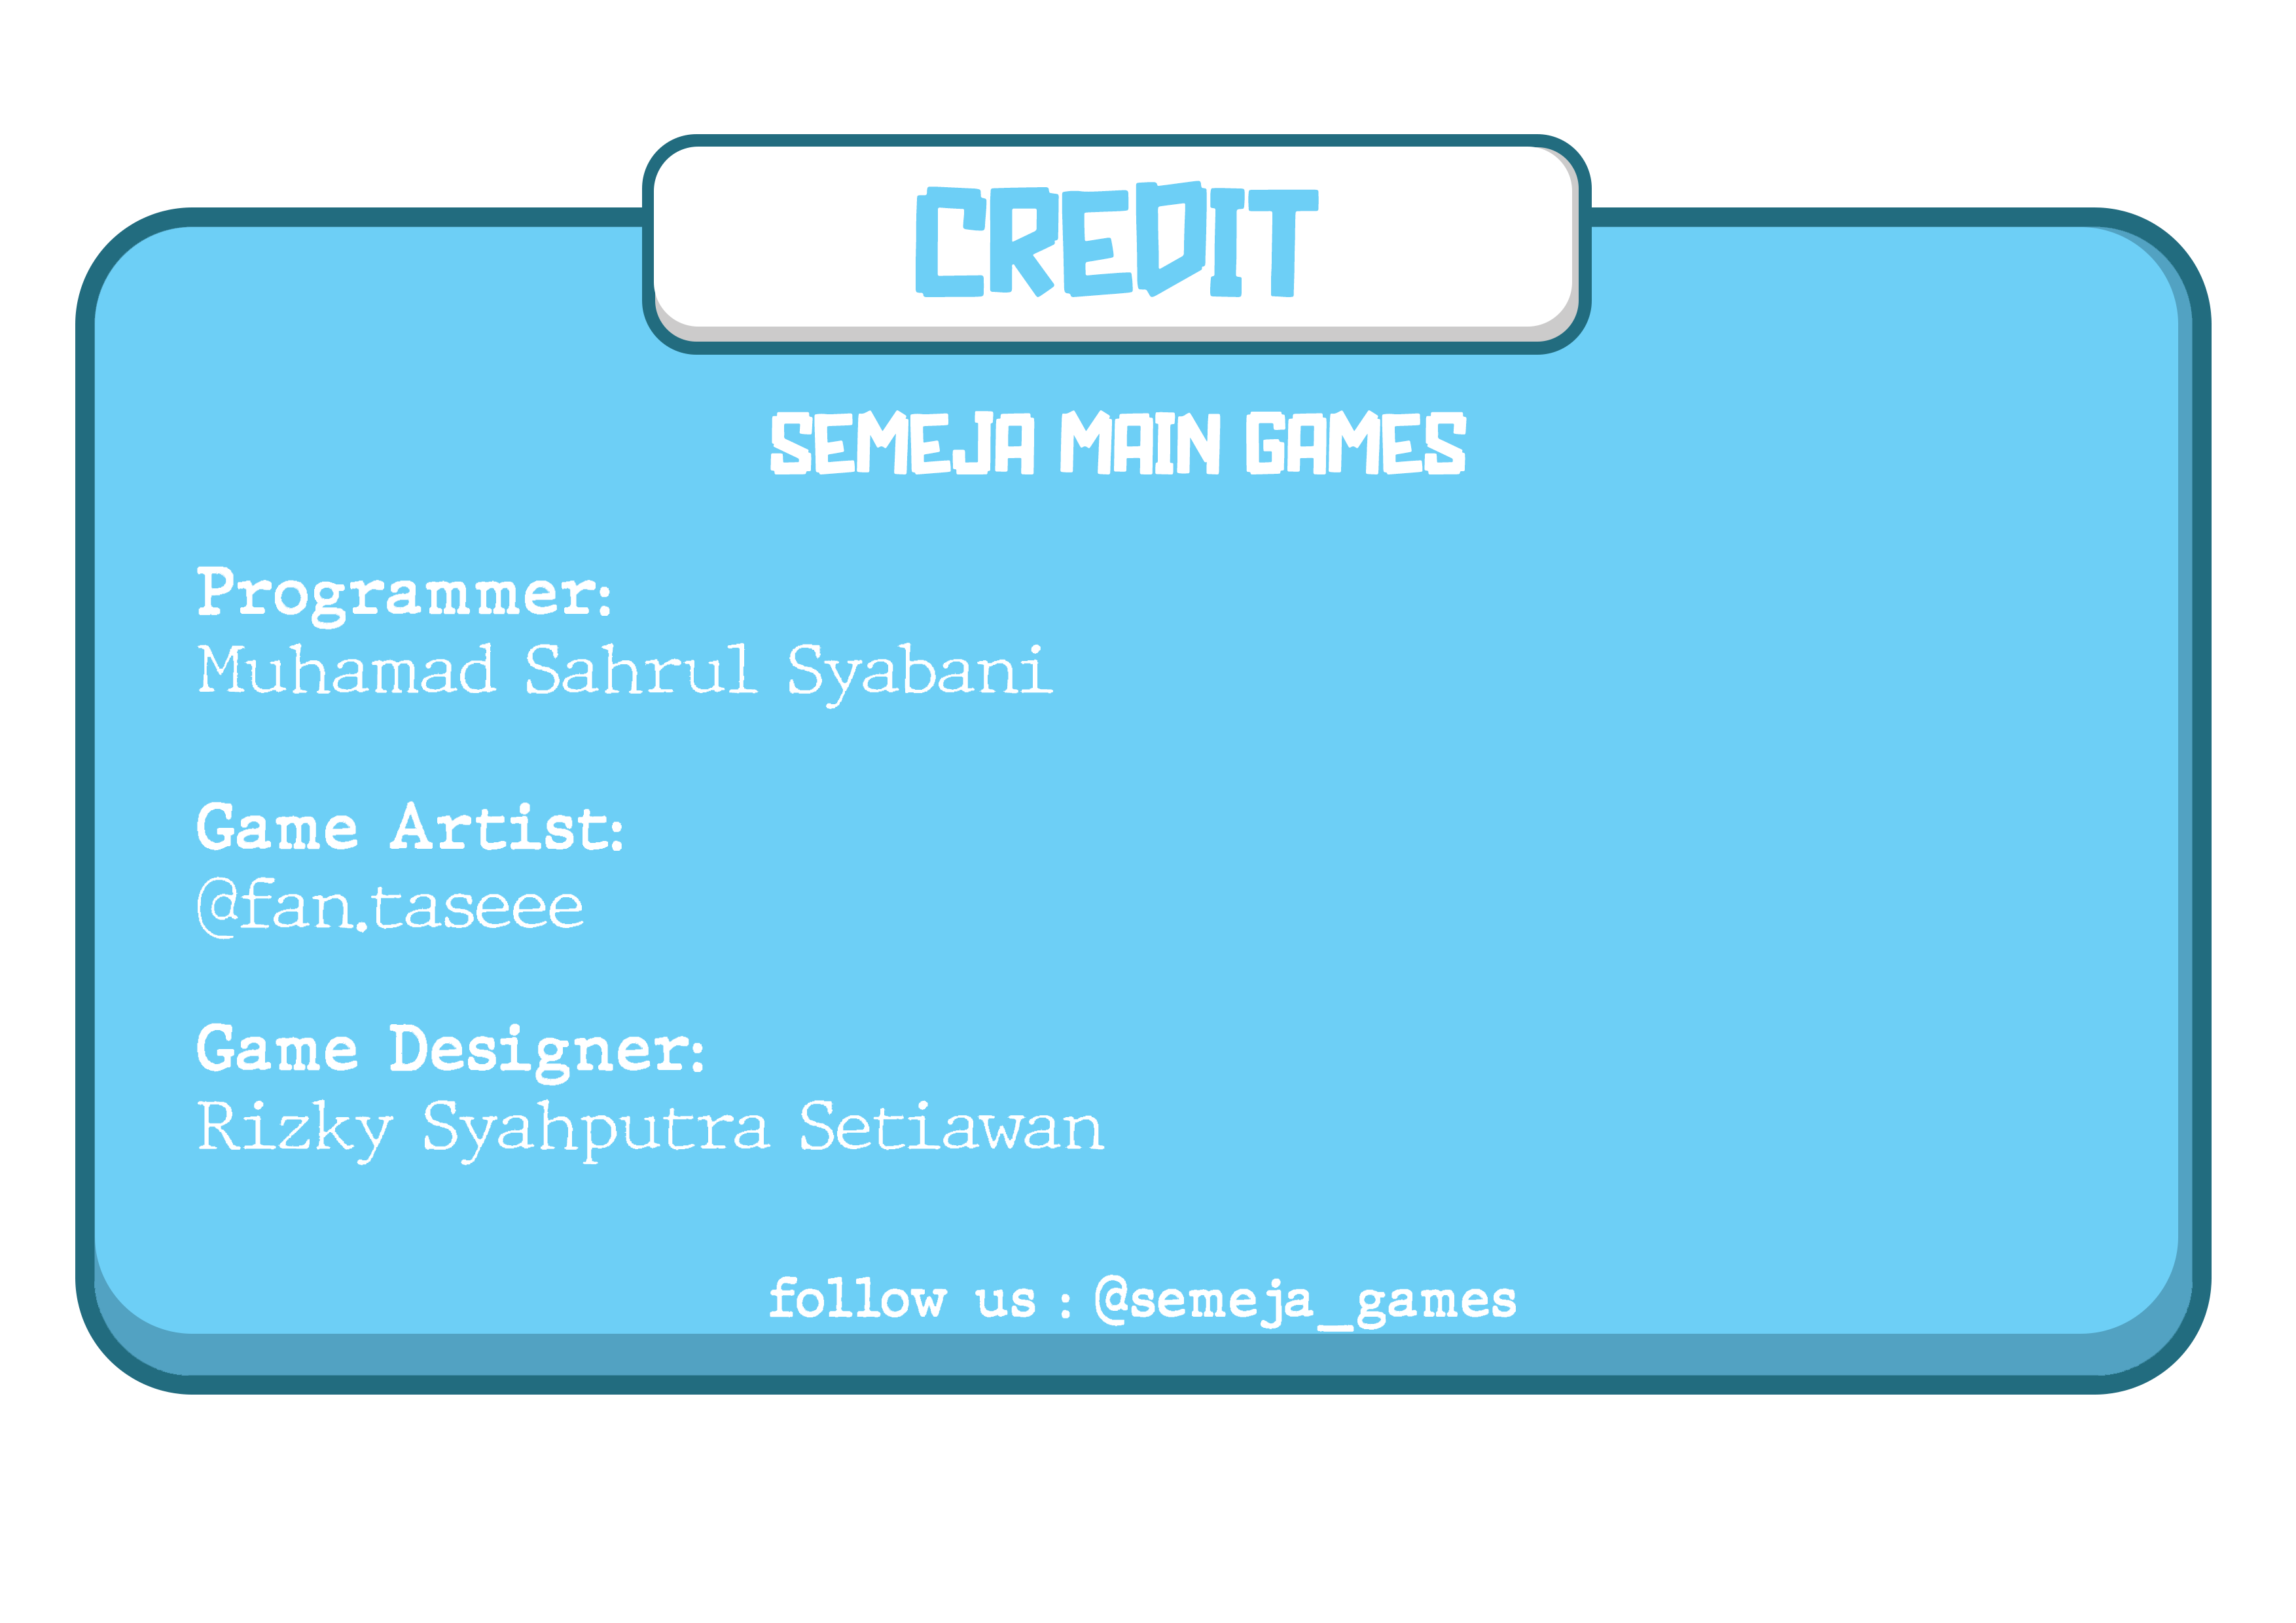 CREDIT
SEMEJA MAIN GAMES
Programmer:
Muhamad Sahrul Syabani
Game Artist:
@fan.taseee
Game Designer:
Rizky Syahputra Setiawan
follow us : @semeja_games